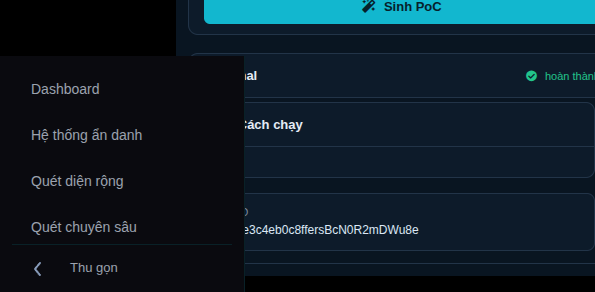 Sinh PoC
hoàn thành
Cách chạy
e3c4eb0c8ffersBcN0R2mDWu8e
Dashboard
Hệ thống ẩn danh
Quét diện rộng
Quét chuyên sâu
Thu gọn